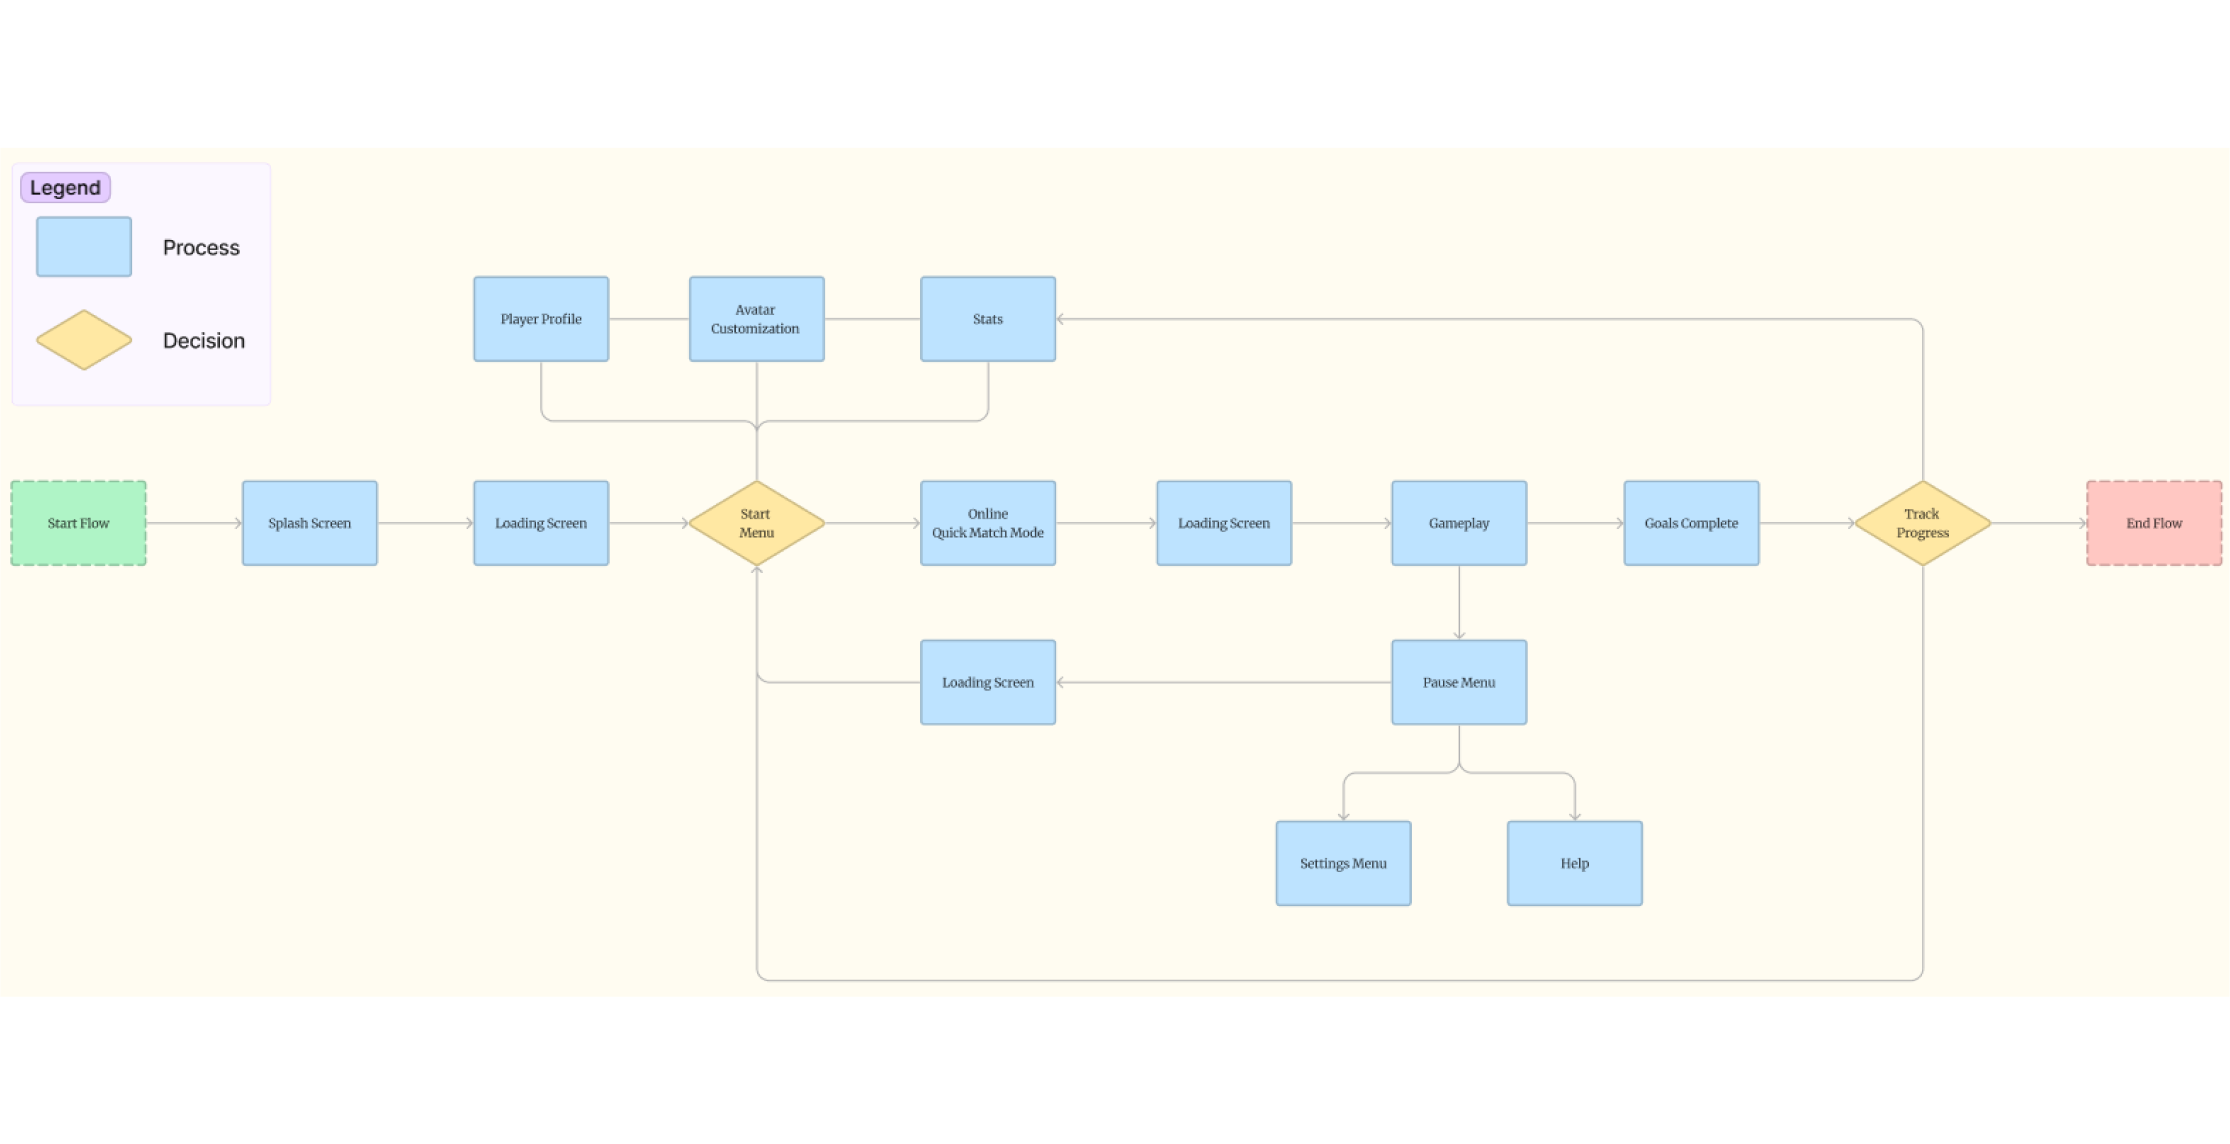 Legend
Process
Decision
Player Profile
Avatar
Customization
Stats
Start Flow
Splash Screen
Loading Screen
Start
Menu
Online
Quick Match Mode
Loading Screen
Gameplay
Goals Complete
Track
Progress
End Flow
Loading Screen
Pause Menu
Settings Menu
Help